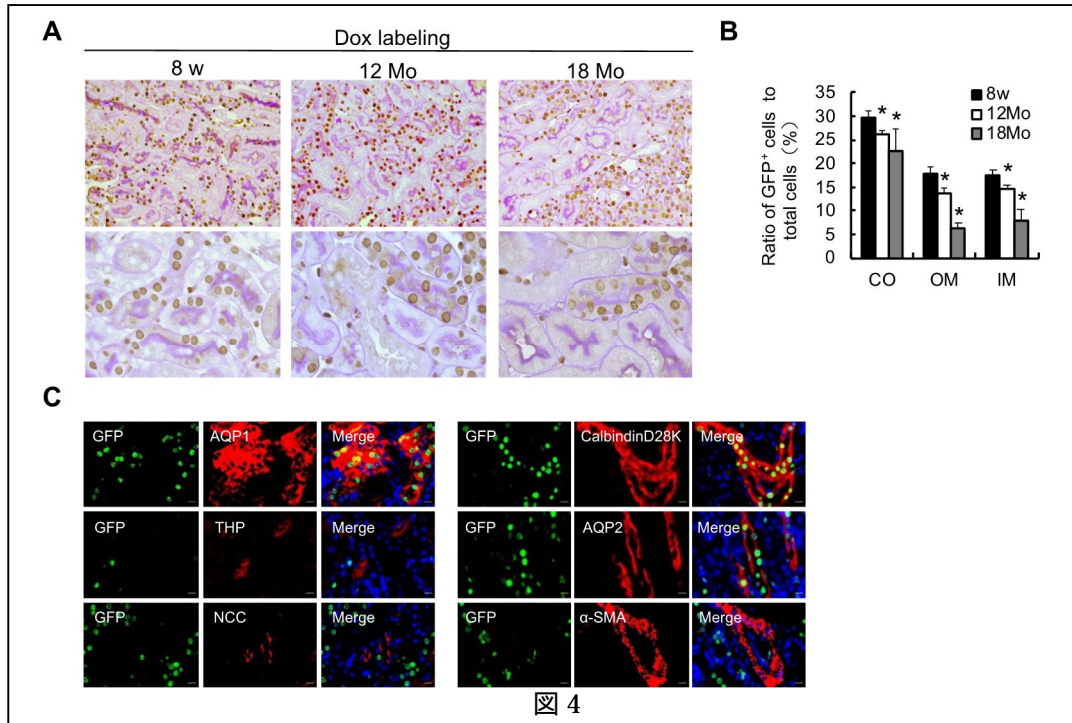 A
Dox labeling
8 w
12 Mo
18 Mo
B
Ratio of GFP+ cells to
total cells (%)
35
30
25
20
15
10
5
0
8w
12Mo
18Mo
* *
* *
* *
CO
OM
IM
C
GFP
AQP1
Merge
GFP
CalbindinD28K
Merge
GFP
THP
Merge
GFP
AQP2
Merge
GFP
NCC
Merge
GFP
α-SMA
Merge
図 4